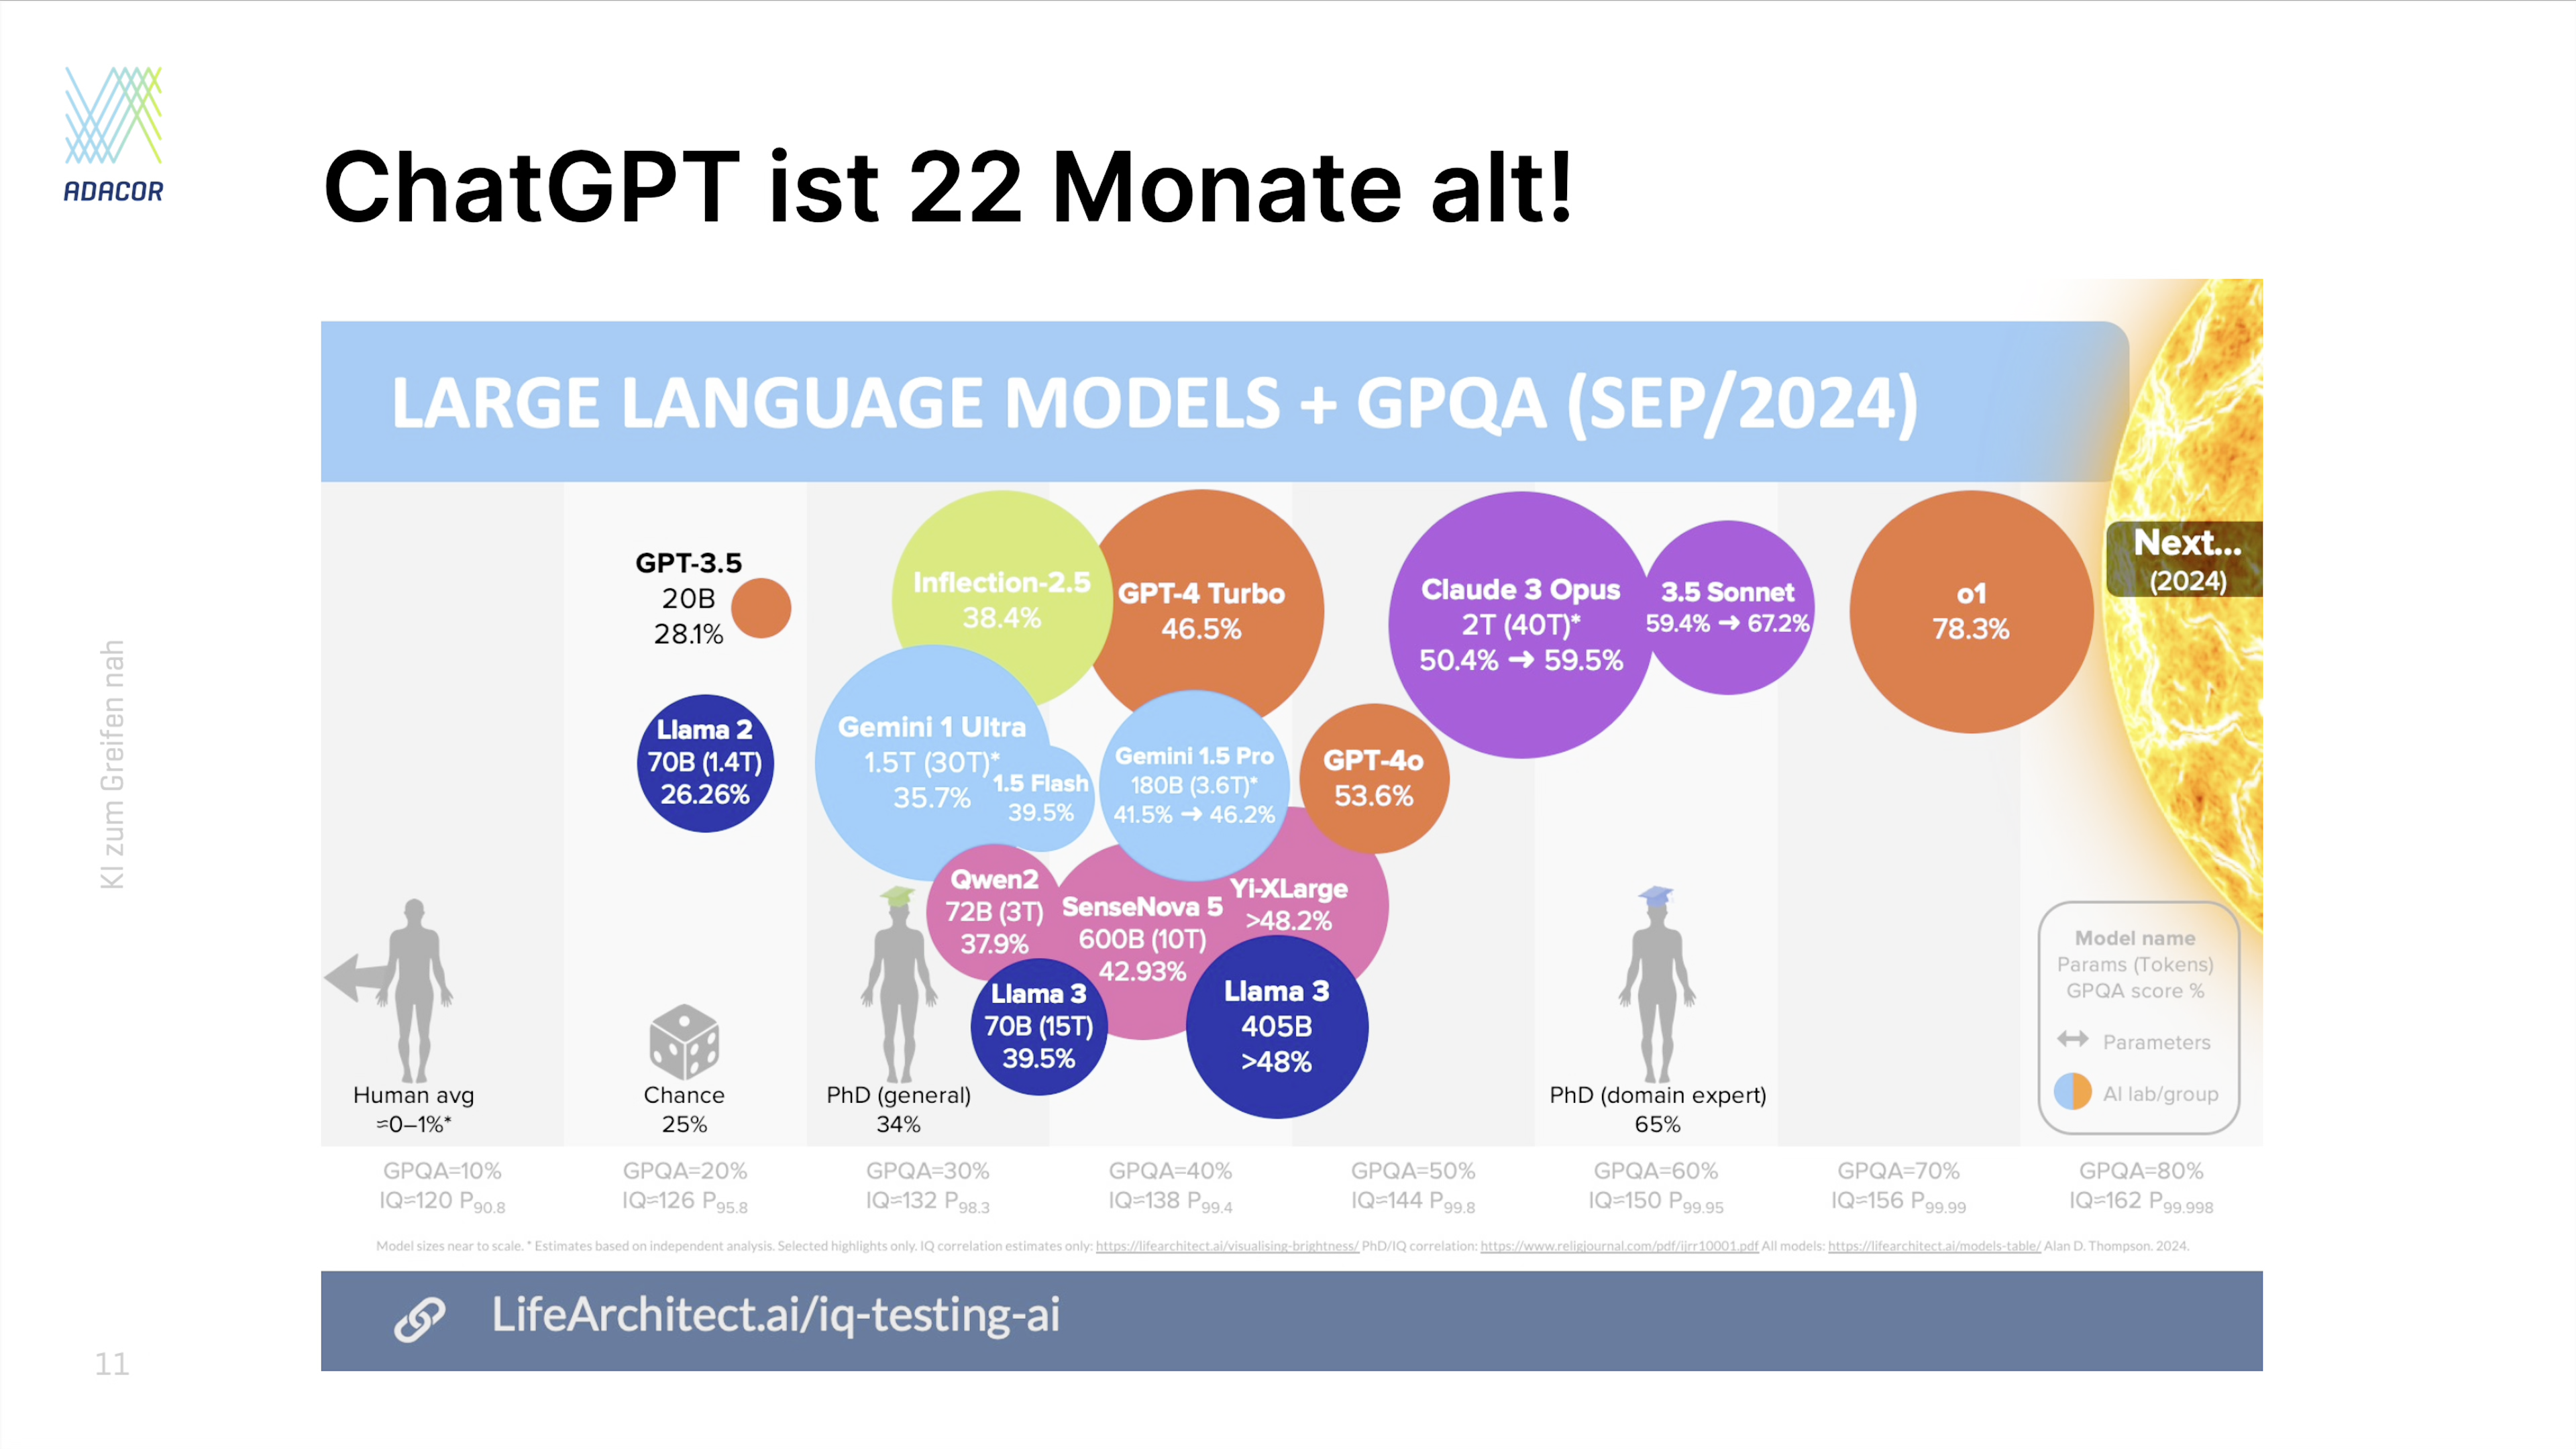 ADACOR
ChatGPT ist 22 Monate alt!
KI zum Greifen nah
LARGE LANGUAGE MODELS + GPQA (SEP/2024)
Next...
(2024)
GPT-3.5
20B
28.1%
Inflection-2.5
38.4%
GPT-4 Turbo
46.5%
Claude 3 Opus
2T (40T)*
50.4% → 59.5%
3.5 Sonnet
59.4% → 67.2%
o1
78.3%
Llama 2
70B (1.4T)
26.26%
Gemini 1 Ultra
1.5T (30T)*
35.7%
1.5 Flash
39.5%
Gemini 1.5 Pro
180B (3.6T)*
41.5% → 46.2%
GPT-4o
53.6%
Qwen2
72B (3T)
37.9%
SenseNova 5
600B (10T)
42.93%
Yi-XLarge
>48.2%
Llama 3
70B (15T)
39.5%
Llama 3
405B
>48%
Human avg
≈0–1%*
Chance
25%
PhD (general)
34%
PhD (domain expert)
65%
Model name
Params (Tokens)
GPQA score %
Parameters
AI lab/group
GPQA=10%
IQ≈120 P90.8
GPQA=20%
IQ≈126 P95.8
GPQA=30%
IQ≈132 P98.3
GPQA=40%
IQ≈138 P99.4
GPQA=50%
IQ≈144 P99.8
GPQA=60%
IQ≈150 P99.95
GPQA=70%
IQ≈156 P99.99
GPQA=80%
IQ≈162 P99.998
Model sizes near to scale. * Estimates based on independent analysis. Selected highlights only. IQ correlation estimates only: https://lifearchitect.ai/visualising-brightness/ PhD/IQ correlation: https://www.religjournal.com/pdf/ijrr10001.pdf All models: https://lifearchitect.ai/models-table/ Alan D. Thompson. 2024.
LifeArchitect.ai/iq-testing-ai
11